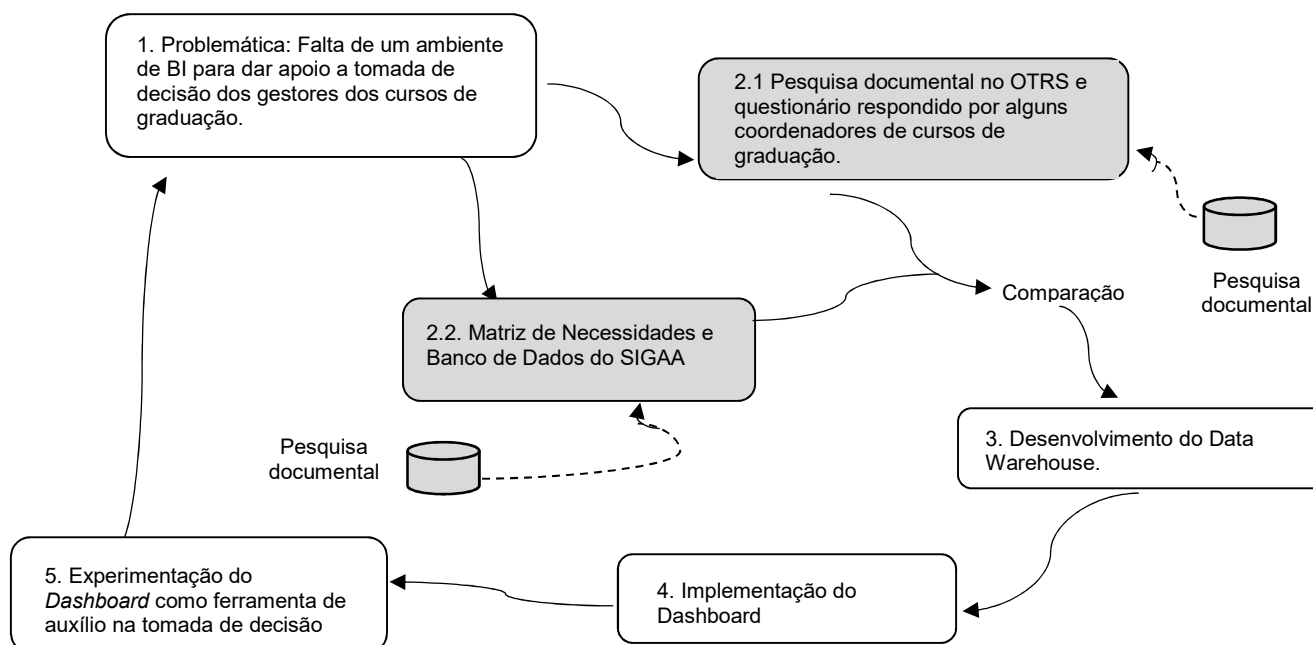 1. Problemática: Falta de um ambiente
de BI para dar apoio a tomada de
decisão dos gestores dos cursos de
graduação.
2.1 Pesquisa documental no OTRS e
questionário respondido por alguns
coordenadores de cursos de
graduação.
Pesquisa
documental
Comparação
2.2. Matriz de Necessidades e
Banco de Dados do SIGAA
Pesquisa
documental
3. Desenvolvimento do Data
Warehouse.
4. Implementação do
Dashboard
5. Experimentação do
Dashboard como ferramenta de
auxílio na tomada de decisão